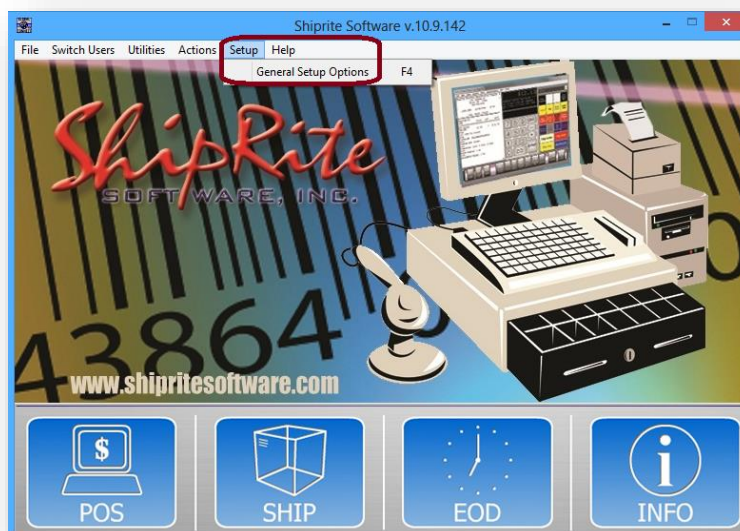 Shiprite Software v.10.9.142
File Switch Users Utilities Actions Setup Help
General Setup Options F4
ShipRite
SOFTWARE, INC.
43864
www.shipritesoftware.com
$
POS SHIP EOD INFO